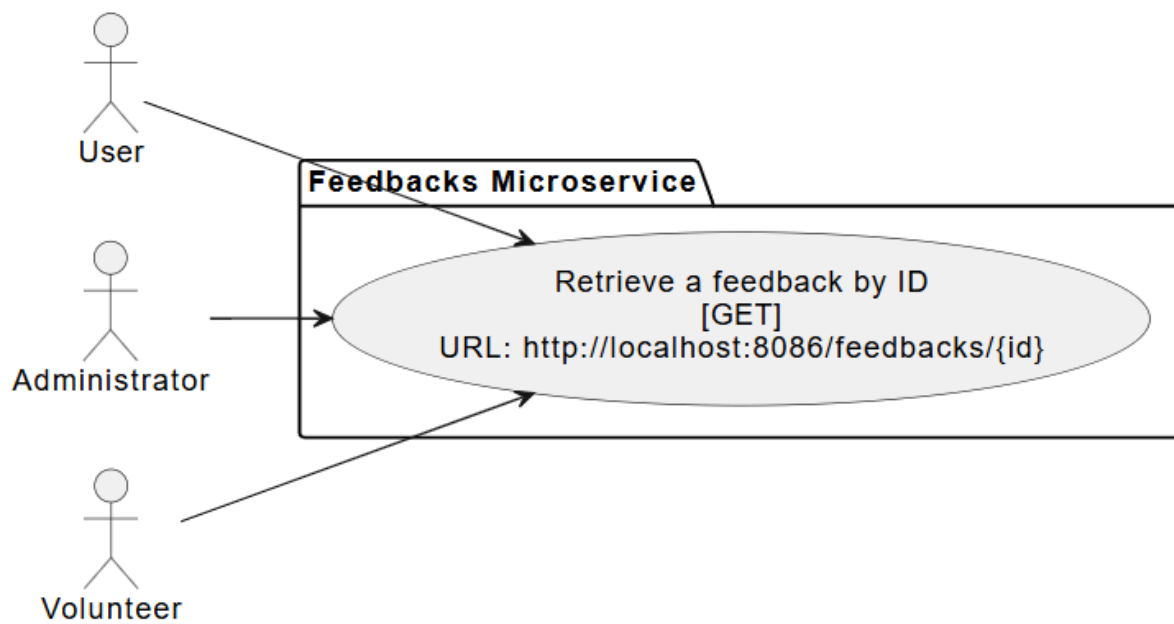 User
Feedbacks Microservice
Retrieve a feedback by ID
[GET]
URL: http://localhost:8086/feedbacks/{id}
Administrator
Volunteer